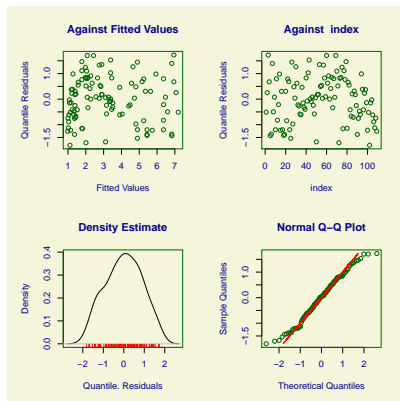 Against Fitted Values
Quantile Residuals
−1.5 0.0 1.0
1 2 3 4 5 6 7
Fitted Values
Against index
Quantile Residuals
−1.5 0.0 1.0
0 20 40 60 80 100
index
Density Estimate
Density
0.0 0.1 0.2 0.3 0.4
−2 −1 0 1 2
Quantile. Residuals
Normal Q−Q Plot
Sample Quantiles
−1.5 0.0 1.0
−2 −1 0 1 2
Theoretical Quantiles